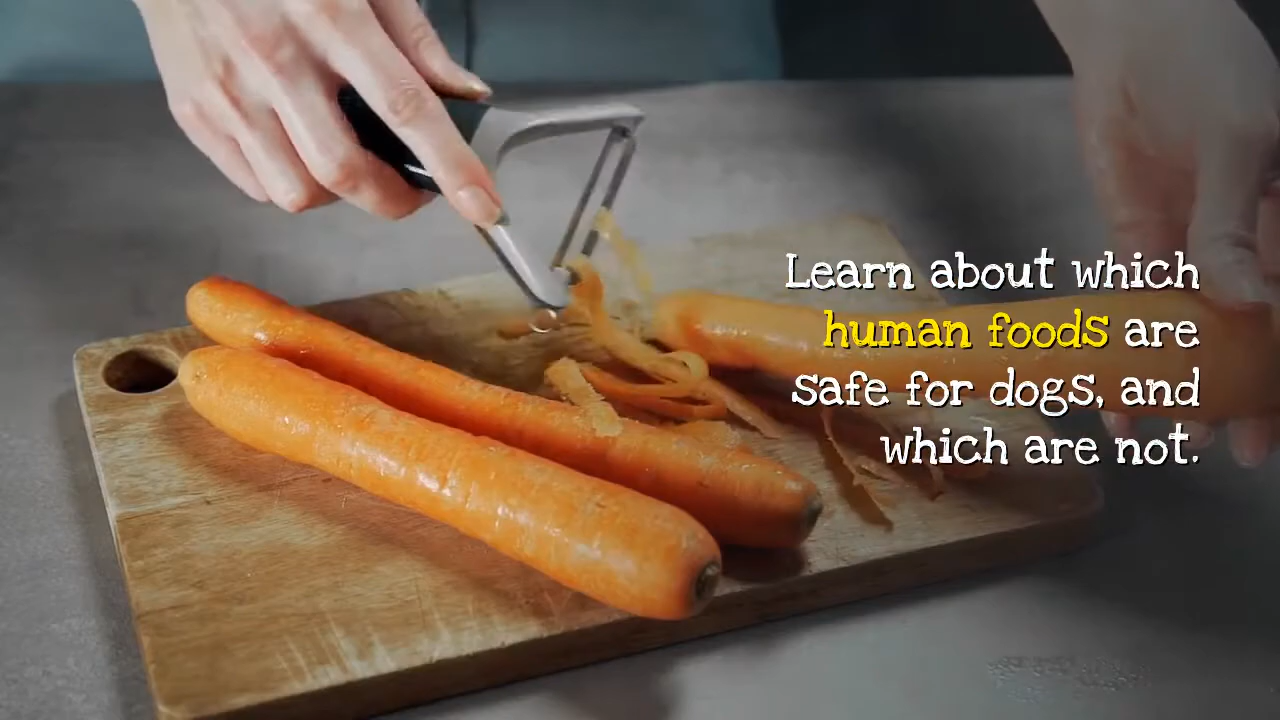 Learn about which
human foods are
safe for dogs, and
which are not.